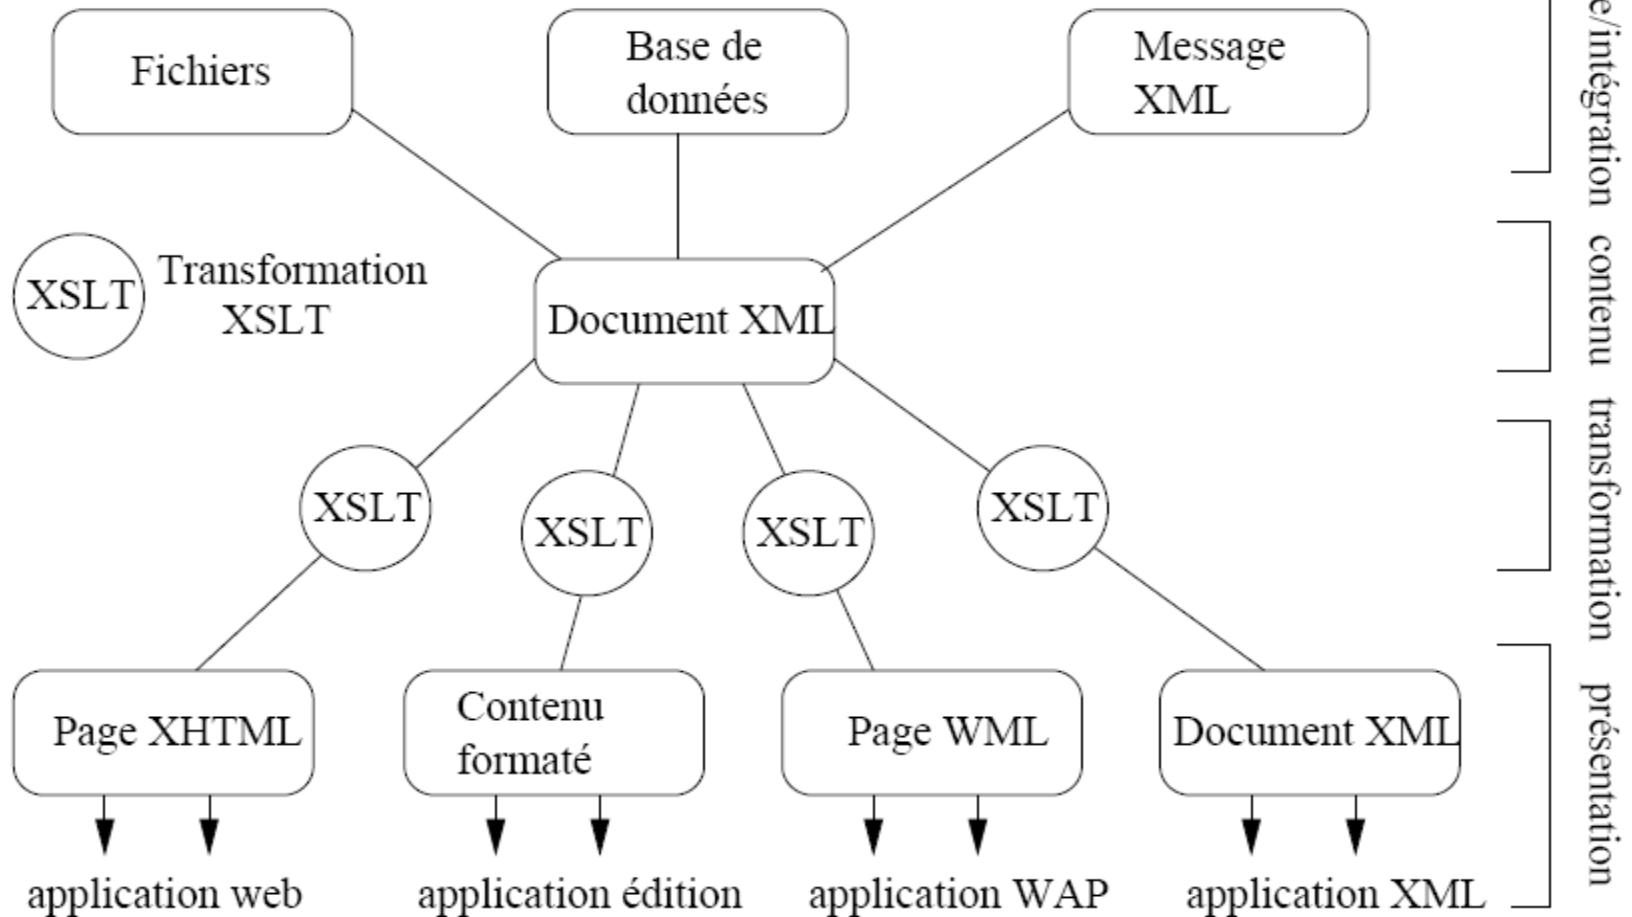 Fichiers
Base de
données
Message
XML
XSLT
Transformation
XSLT
Document XML
XSLT
XSLT
XSLT
XSLT
Page XHTML
Contenu
formaté
Page WML
Document XML
application web
application édition
application WAP
application XML
e/intégration
contenu
transformation
présentation